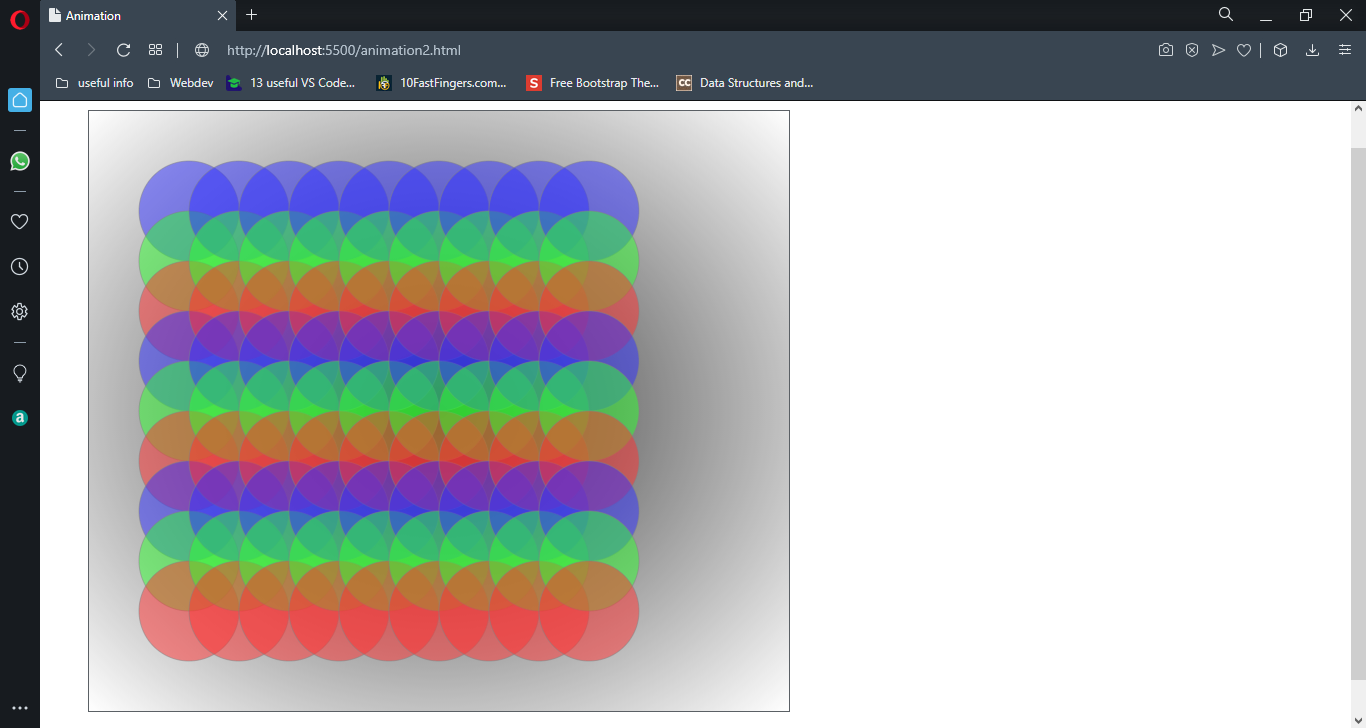 Animation
http://localhost:5500/animation2.html
useful info Webdev 13 useful VS Code... 10FastFingers.com... S Free Bootstrap The... CC Data Structures and...
a